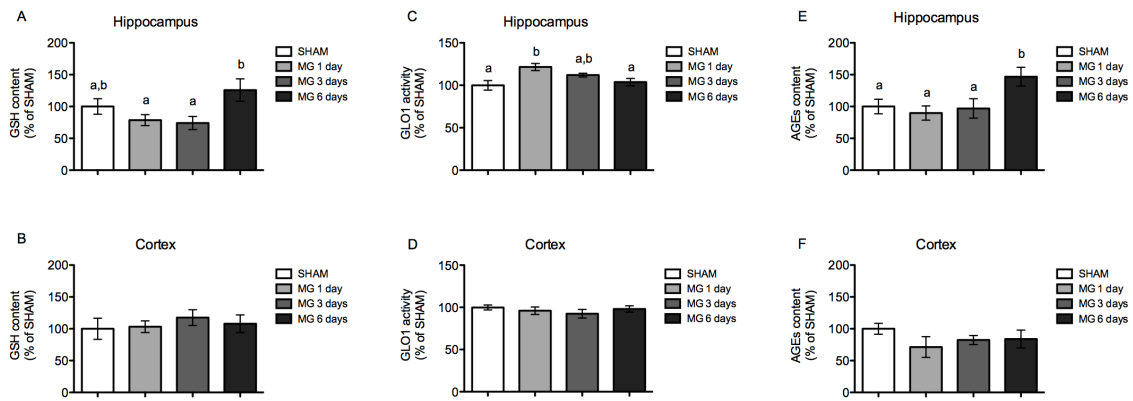 A
Hippocampus
GSH content
(% of SHAM)
200
150
100
50
0
a,b
a
a
b
SHAM
MG 1 day
MG 3 days
MG 6 days
C
Hippocampus
GLO1 activity
(% of SHAM)
150
100
50
0
a
b
a,b
a
SHAM
MG 1 day
MG 3 days
MG 6 days
E
Hippocampus
AGEs content
(% of SHAM)
200
150
100
50
0
a
a
a
b
SHAM
MG 1 day
MG 3 days
MG 6 days
B
Cortex
GSH content
(% of SHAM)
200
150
100
50
0
SHAM
MG 1 day
MG 3 days
MG 6 days
D
Cortex
GLO1 activity
(% of SHAM)
150
100
50
0
SHAM
MG 1 day
MG 3 days
MG 6 days
F
Cortex
AGEs content
(% of SHAM)
200
150
100
50
0
SHAM
MG 1 day
MG 3 days
MG 6 days